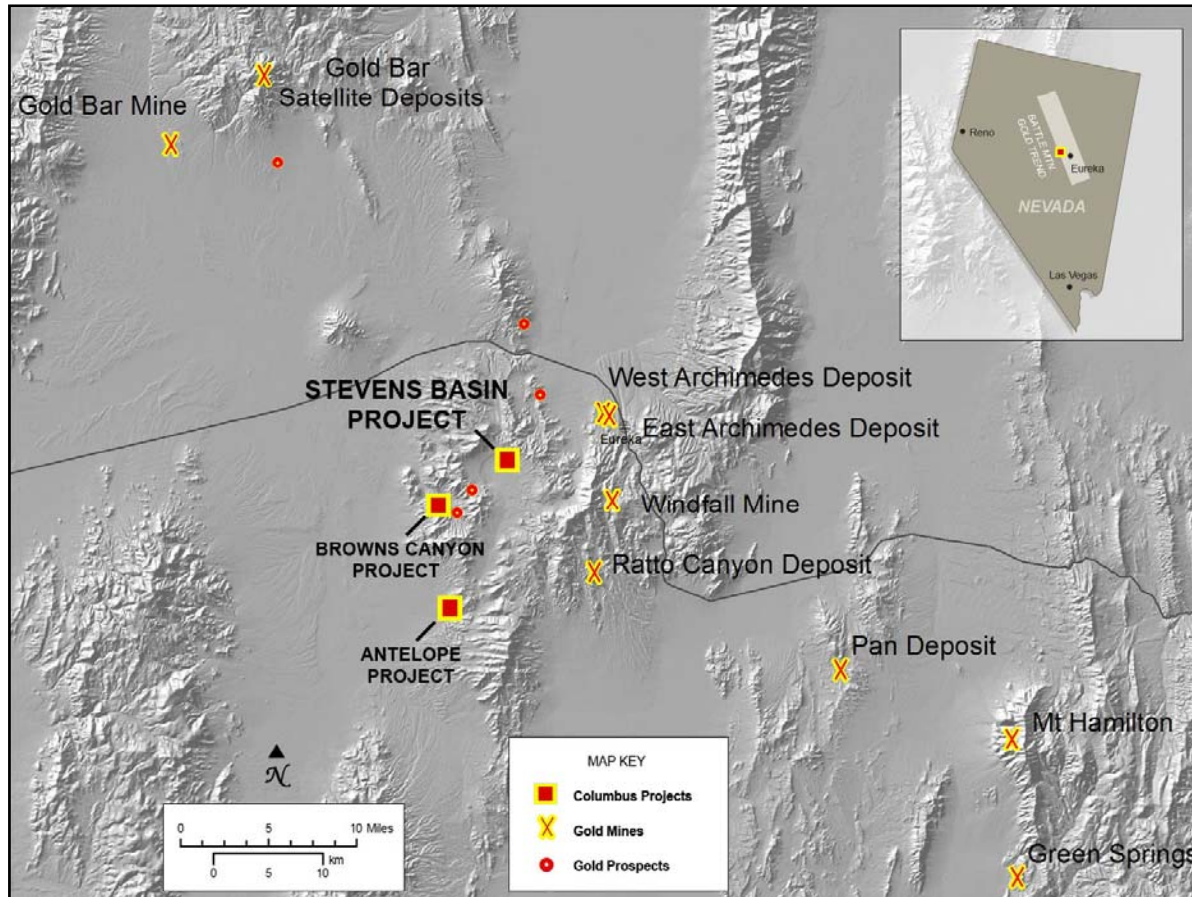 Gold Bar
Satellite Deposits
Gold Bar Mine
Reno
BATTLE MTN.
GOLD TREND
Eureka
NEVADA
Las Vegas
STEVENS BASIN
PROJECT
West Archimedes Deposit
East Archimedes Deposit
Eureka
Windfall Mine
BROWNS CANYON
PROJECT
Ratto Canyon Deposit
ANTELOPE
PROJECT
Pan Deposit
Mt Hamilton
Green Springs
N
0 5 10 Miles
0 5 10
km
MAP KEY
Columbus Projects
Gold Mines
Gold Prospects